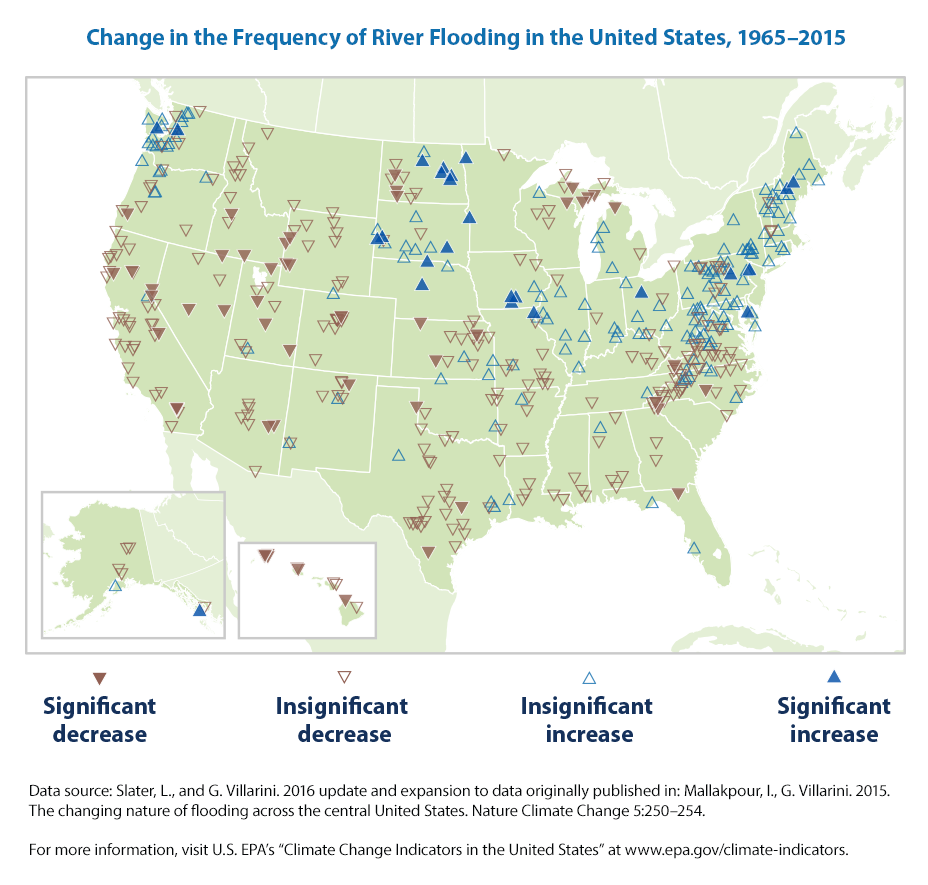 Change in the Frequency of River Flooding in the United States, 1965–2015
Significant
decrease
Insignificant
decrease
Insignificant
increase
Significant
increase
Data source: Slater, L., and G. Villarini. 2016 update and expansion to data originally published in: Mallakpour, I., G. Villarini. 2015.
The changing nature of flooding across the central United States. Nature Climate Change 5:250–254.
For more information, visit U.S. EPA’s “Climate Change Indicators in the United States” at www.epa.gov/climate-indicators.